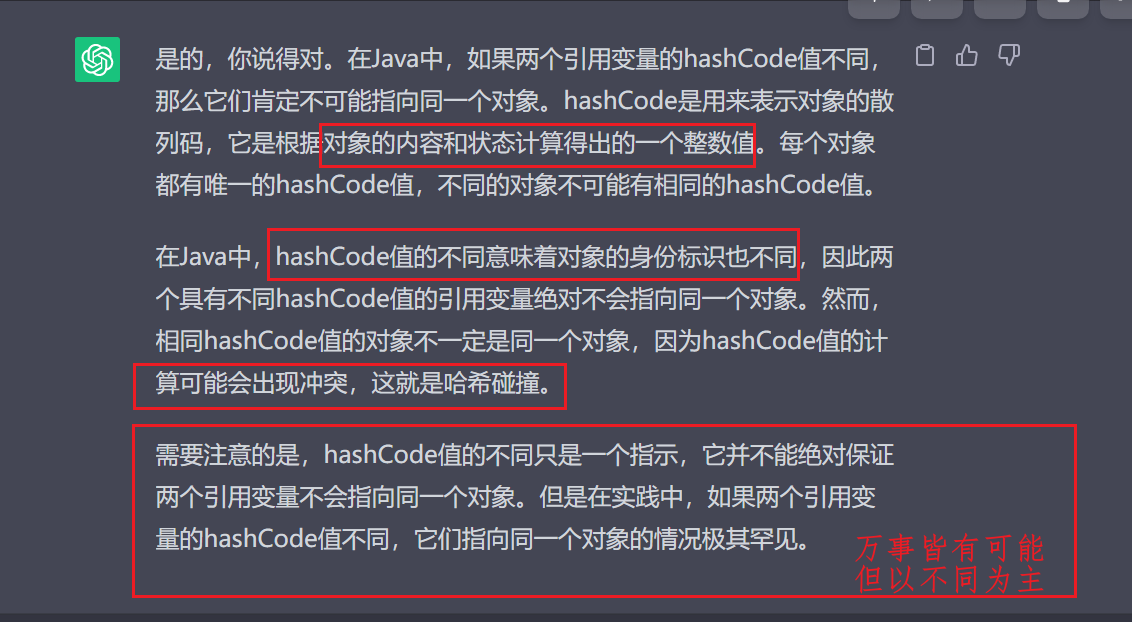 是的，你说得对。在Java中，如果两个引用变量的hashCode值不同，
那么它们肯定不可能指向同一个对象。hashCode是用来表示对象的散
列码，它是根据对象的内容和状态计算得出的一个整数值。每个对象
都有唯一的hashCode值，不同的对象不可能有相同的hashCode值。
在Java中，hashCode值的不同意味着对象的身份标识也不同，因此两
个具有不同hashCode值的引用变量绝对不会指向同一个对象。然而，
相同hashCode值的对象不一定是同一个对象，因为hashCode值的计
算可能会出现冲突，这就是哈希碰撞。
需要注意的是，hashCode值的不同只是一个指示，它并不能绝对保证
两个引用变量不会指向同一个对象。但是在实践中，如果两个引用变
量的hashCode值不同，它们指向同一个对象的情况极其罕见。
万事皆有可能
但以不同为主